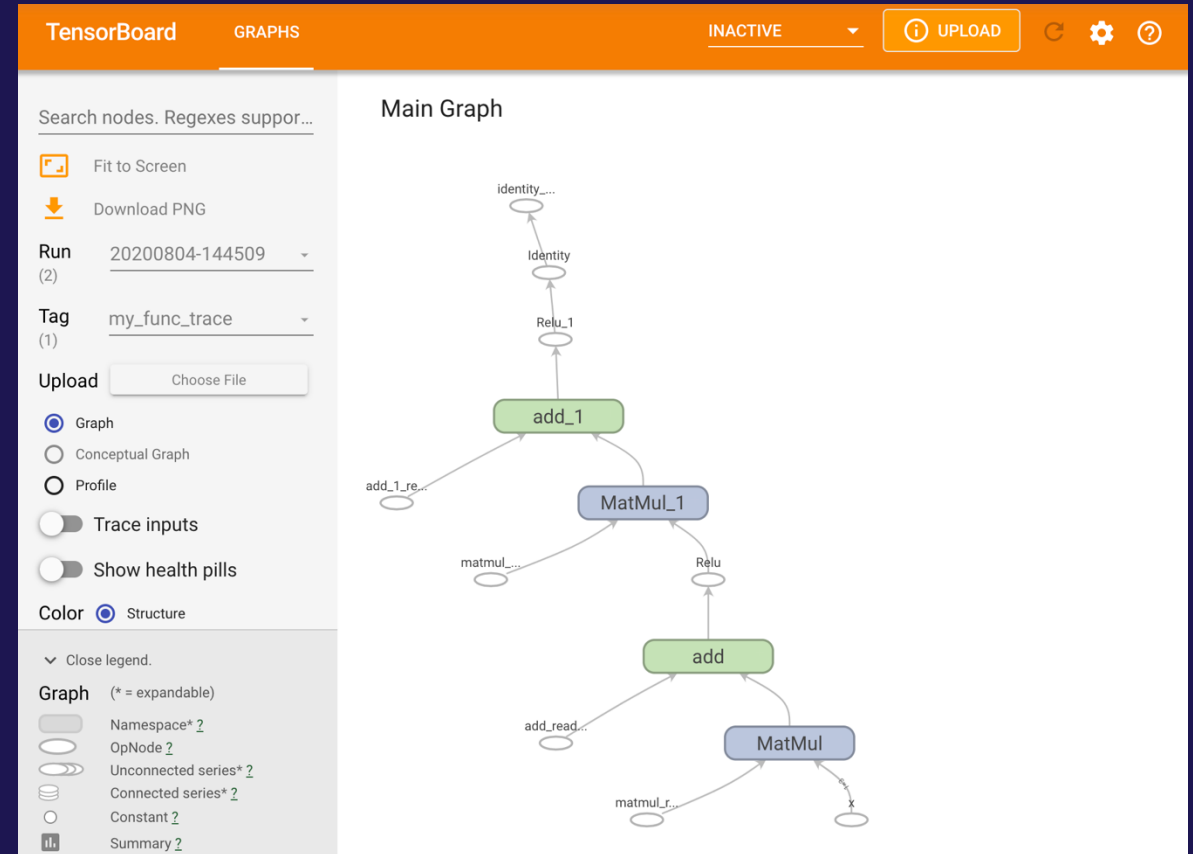 TensorBoard GRAPHS INACTIVE UPLOAD
Search nodes. Regexes suppor...
Fit to Screen
Download PNG
Run 20200804-144509
(2)
Tag my_func_trace
(1)
Upload Choose File
Graph
Conceptual Graph
Profile
Trace inputs
Show health pills
Color Structure
Close legend.
Graph (* = expandable)
Namespace* ?
OpNode ?
Unconnected series* ?
Connected series* ?
Constant ?
Summary ?
Main Graph
identity_...
Identity
Relu_1
add_1
add_1_re...
MatMul_1
matmul_...
Relu
add
add_read...
MatMul
matmul_r...
x